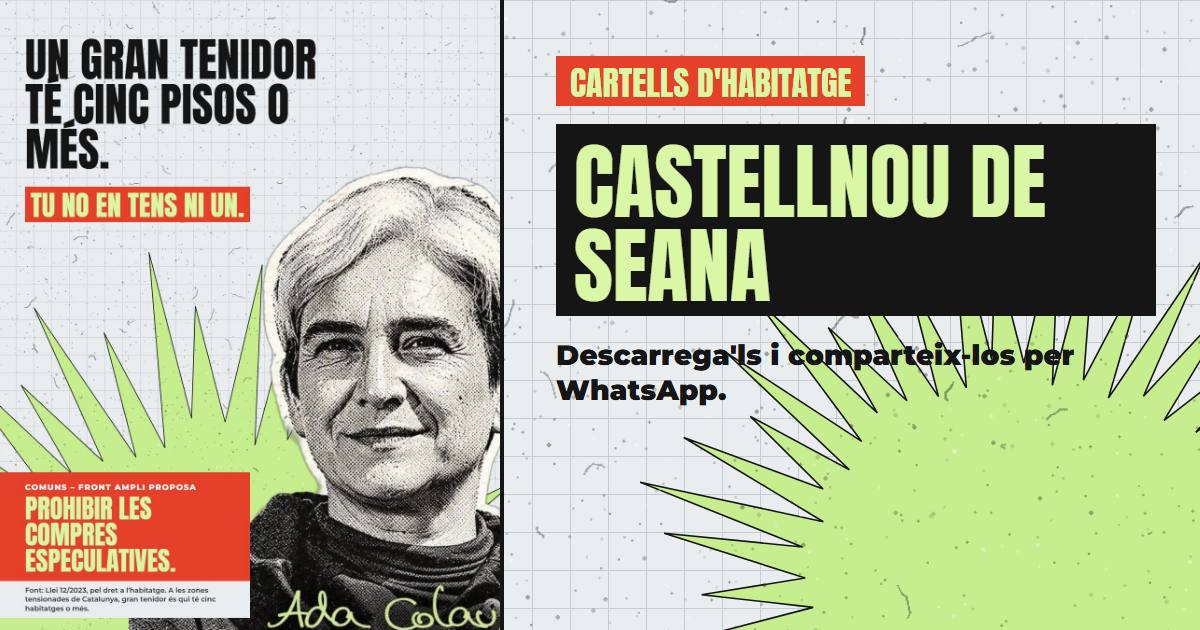 UN GRAN TENIDOR
TÉ CINC PISOS O
MÉS.
TU NO EN TENS NI UN.
COMUNS – FRONT AMPLI PROPOSA
PROHIBIR LES
COMPRES
ESPECULATIVES.
Font: Llei 12/2023, pel dret a l'habitatge. A les zones
tensionades de Catalunya, gran tenidor és qui té cinc
habitatges o més.
Ada Colau
CARTELLS D'HABITATGE
CASTELLNOU DE
SEANA
Descarrega'ls i comparteix-los per
WhatsApp.